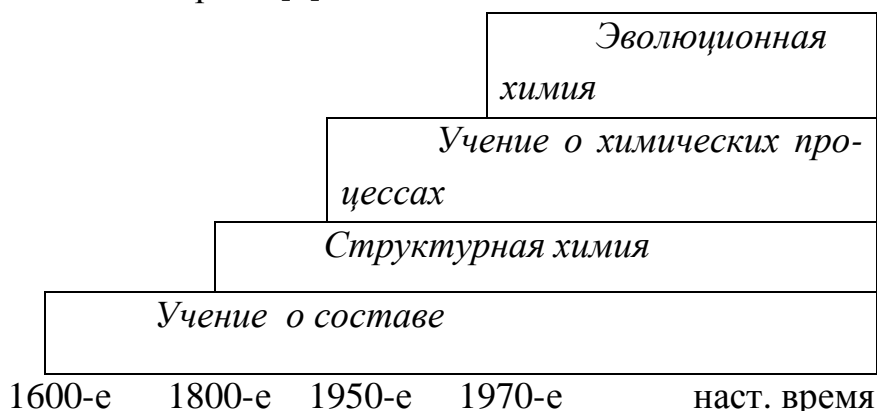 Эволюционная
химия
Учение о химических про-
цессах
Структурная химия
Учение о составе
1600-е 1800-е 1950-е 1970-е наст. время